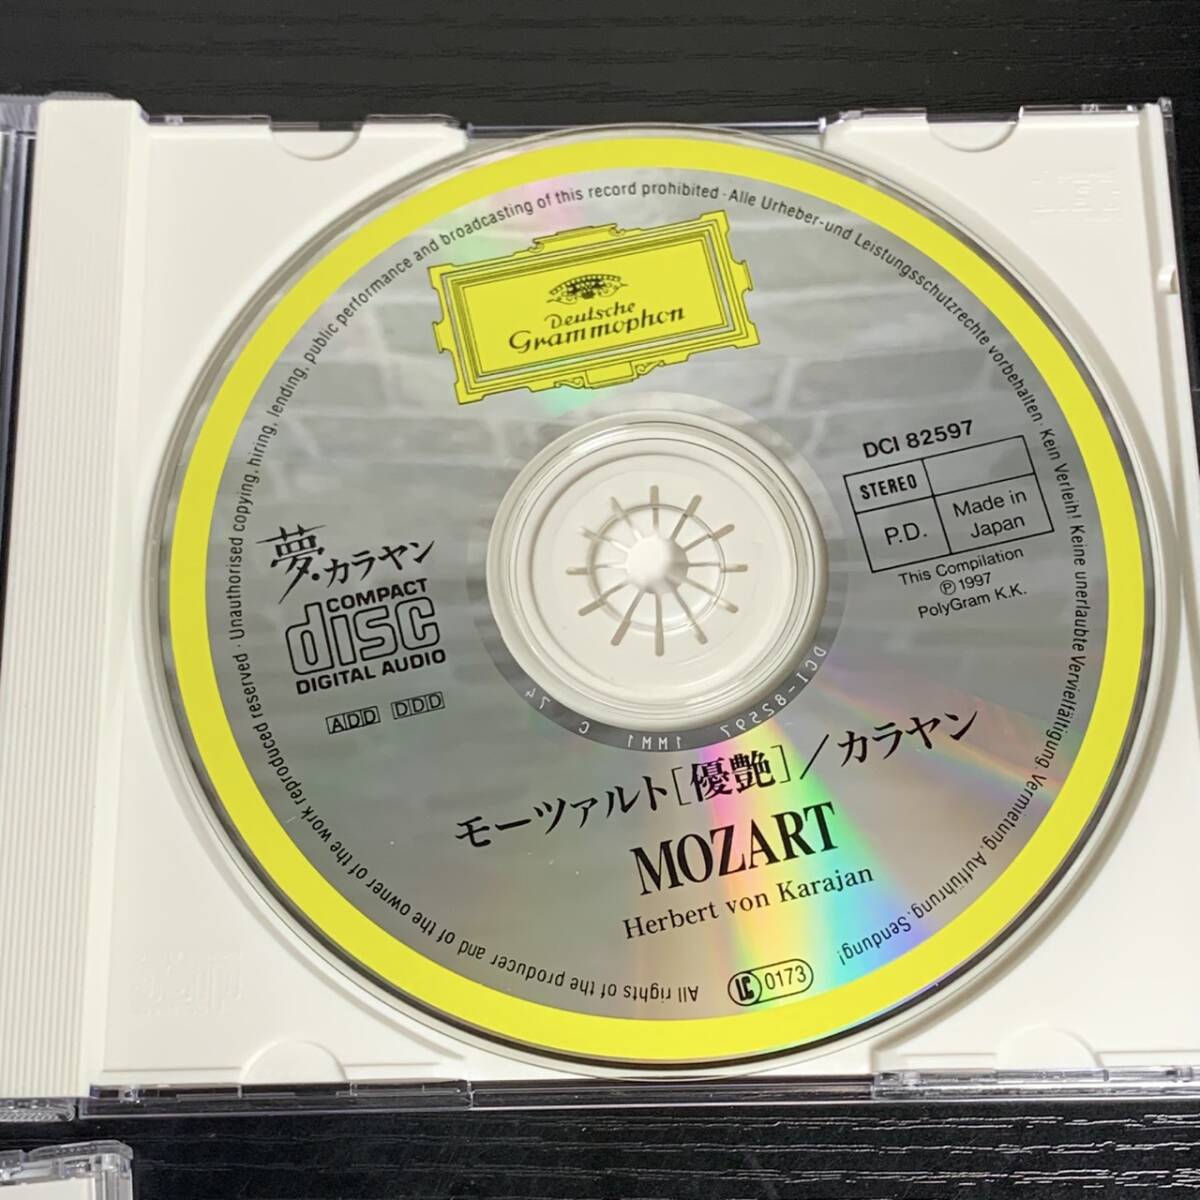 Deutsche
Grammophon
DCI 82597
STEREO
P.D.
Made in
Japan
This Compilation
Ⓟ 1997
PolyGram K.K.
夢・カラヤン
COMPACT
disc
DIGITAL AUDIO
ADD DDD
DCI-82597 1MM1 C 74
モーツァルト[優艶]/カラヤン
MOZART
Herbert von Karajan
LC 0173
All rights of the producer and of the owner of the work reproduced reserved · Unauthorised copying, hiring, lending, public performance and broadcasting of this record prohibited · Alle Urheber- und Leistungsschutzrechte vorbehalten · Kein Verleih! Keine unerlaubte Vervielfältigung, Vermietung, Aufführung, Sendung!